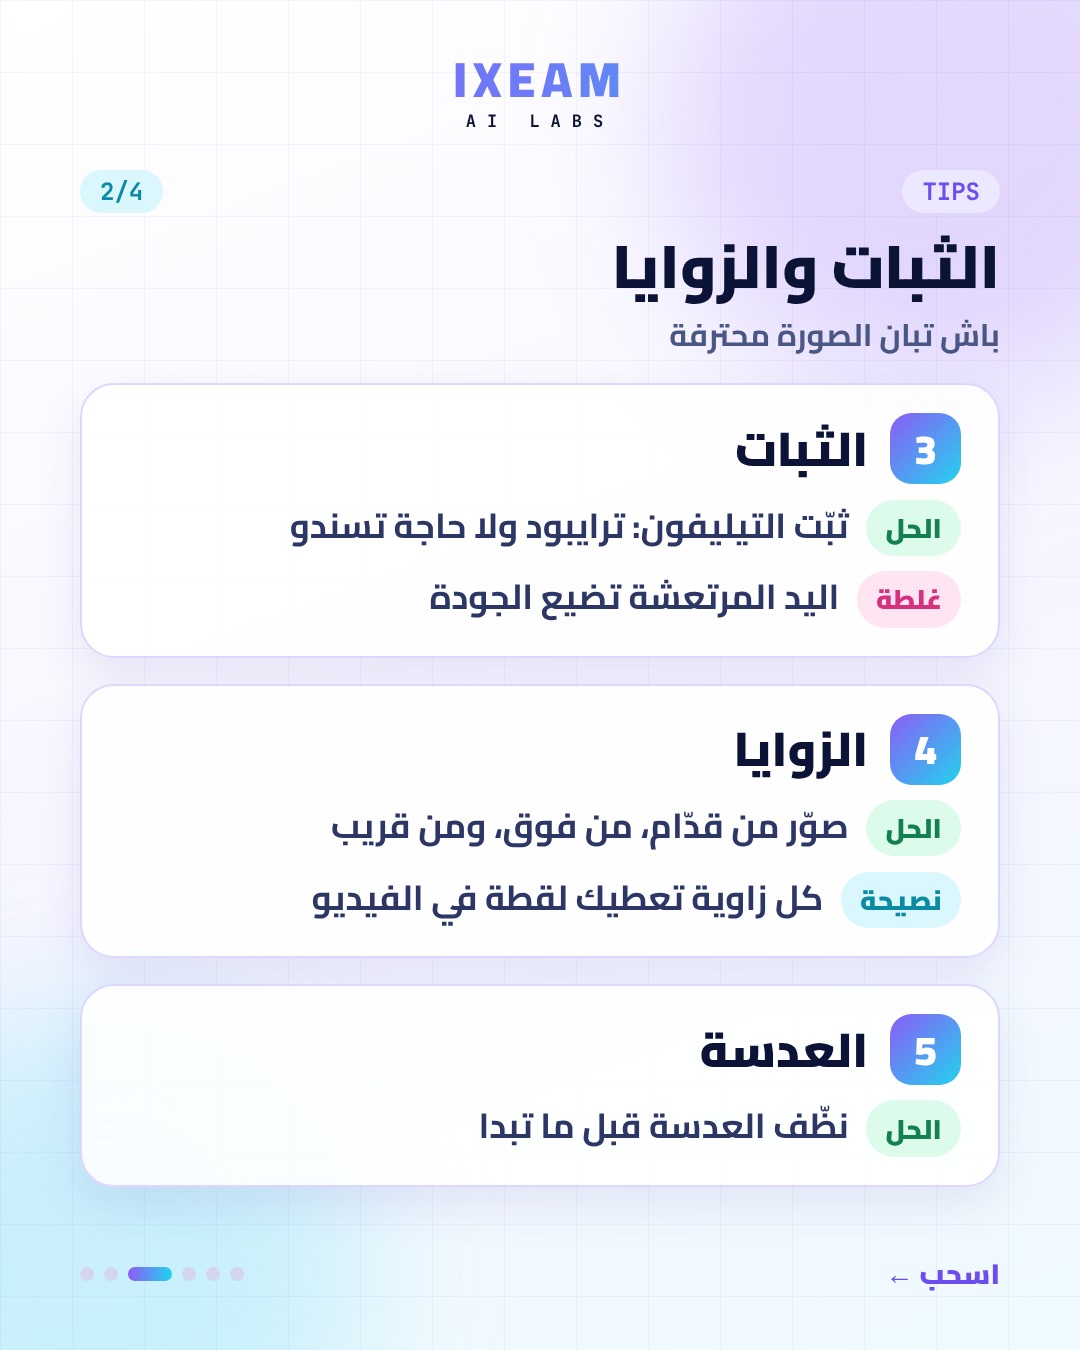 IXEAM
AI LABS
TIPS
2/4
الثبات والزوايا
باش تبان الصورة محترفة
3 الثبات
الحل ثبّت التيليفون: ترايبود ولا حاجة تسندو
غلطة اليد المرتعشة تضيع الجودة
4 الزوايا
الحل صوّر من قدّام، من فوق، ومن قريب
نصيحة كل زاوية تعطيك لقطة في الفيديو
5 العدسة
الحل نظّف العدسة قبل ما تبدا
اسحب ←